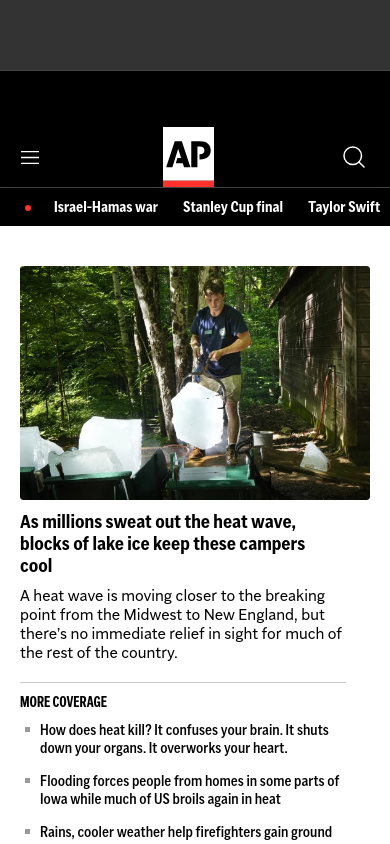 AP
Israel-Hamas war Stanley Cup final Taylor Swift
As millions sweat out the heat wave,
blocks of lake ice keep these campers
cool
A heat wave is moving closer to the breaking
point from the Midwest to New England, but
there's no immediate relief in sight for much of
the rest of the country.
MORE COVERAGE
How does heat kill? It confuses your brain. It shuts
down your organs. It overworks your heart.
Flooding forces people from homes in some parts of
Iowa while much of US broils again in heat
Rains, cooler weather help firefighters gain ground